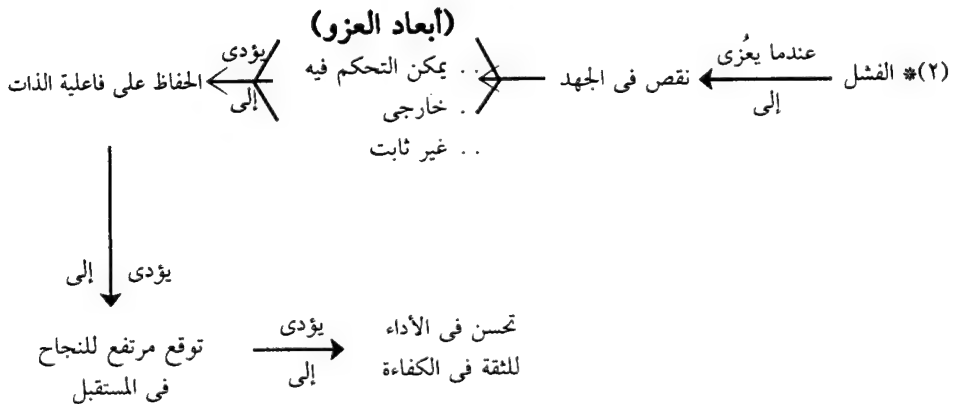 (أبعاد العزو)
(٢)* الفشل
عندما يعُزى
إلى
نقص فى الجهد
. . يمكن التحكم فيه
. . خارجى
. . غير ثابت
يؤدى
إلى
الحفاظ على فاعلية الذات
يؤدى
إلى
توقع مرتفع للنجاح
فى المستقبل
يؤدى
إلى
تحسن فى الأداء
للثقة فى الكفاءة